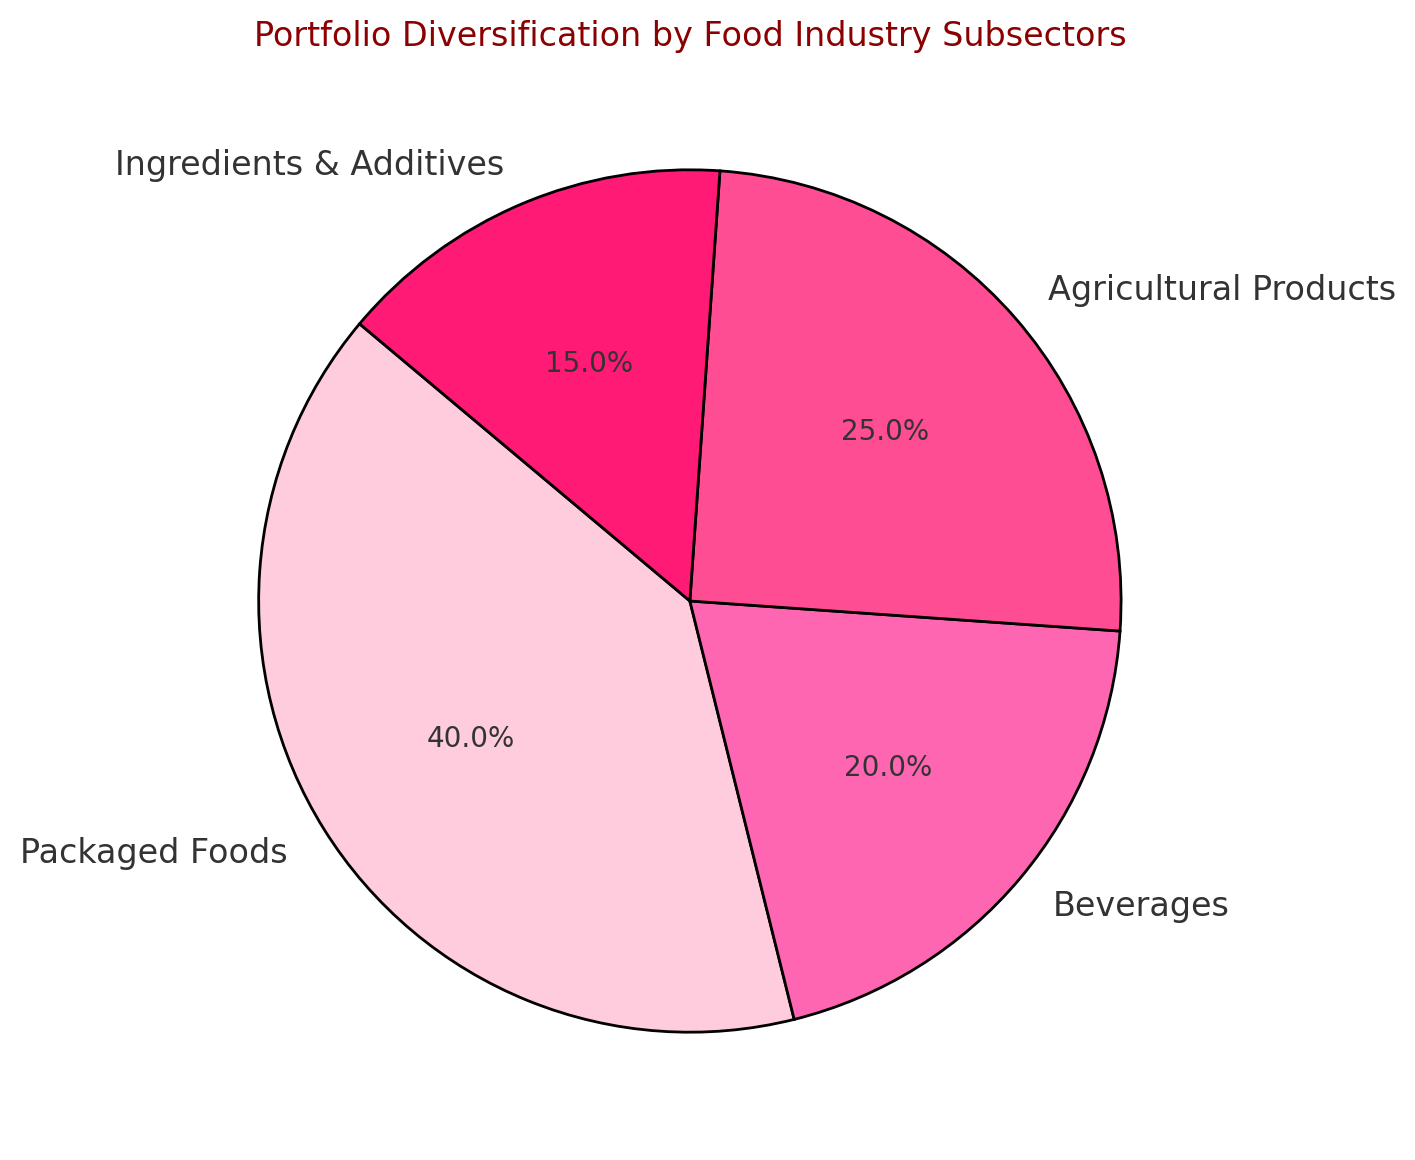 Portfolio Diversification by Food Industry Subsectors
Ingredients & Additives
Agricultural Products
15.0%
25.0%
40.0%
20.0%
Packaged Foods
Beverages